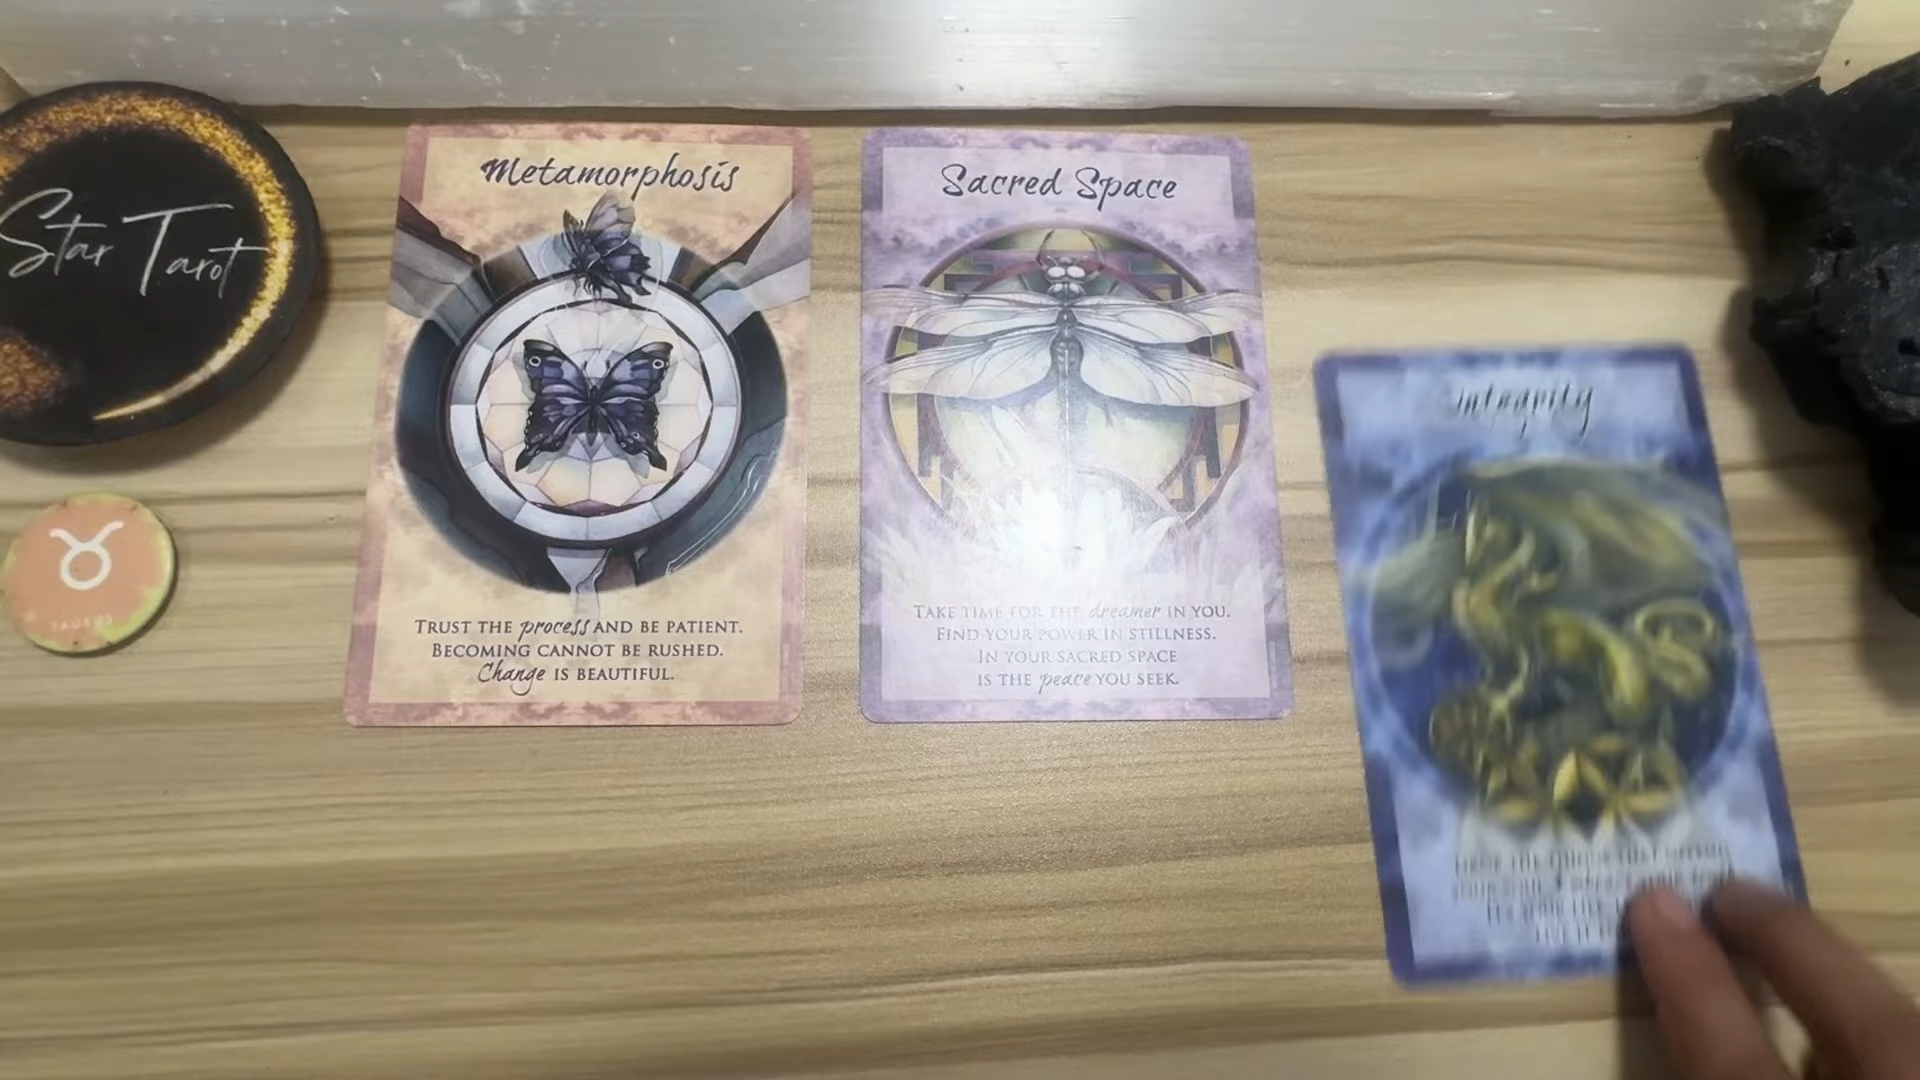 Star Tarot
TAURUS
Metamorphosis
TRUST THE process AND BE PATIENT.
BECOMING CANNOT BE RUSHED.
Change IS BEAUTIFUL.
Sacred Space
TAKE TIME FOR THE dreamer IN YOU.
FIND YOUR POWER IN STILLNESS.
IN YOUR SACRED SPACE
IS THE peace YOU SEEK.
Integrity